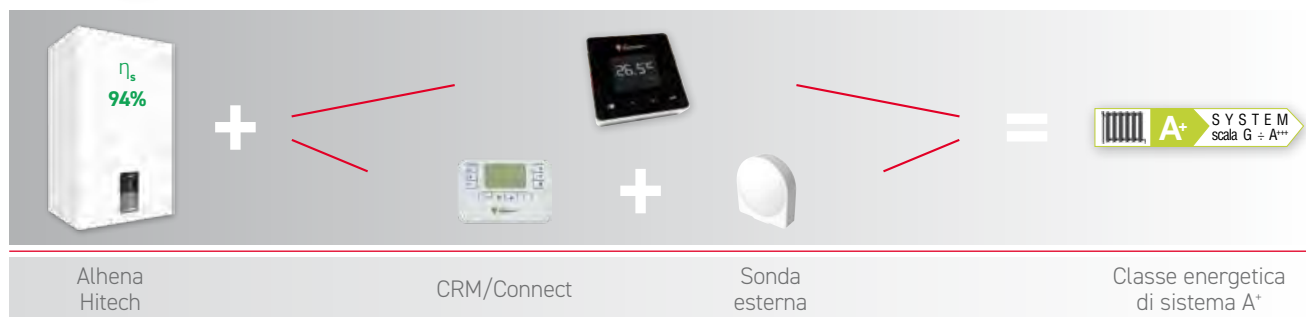 ηs
94%
26.5°
A+
SYSTEM
scala G ÷ A+++
Alhena
Hitech
CRM/Connect
Sonda
esterna
Classe energetica
di sistema A+